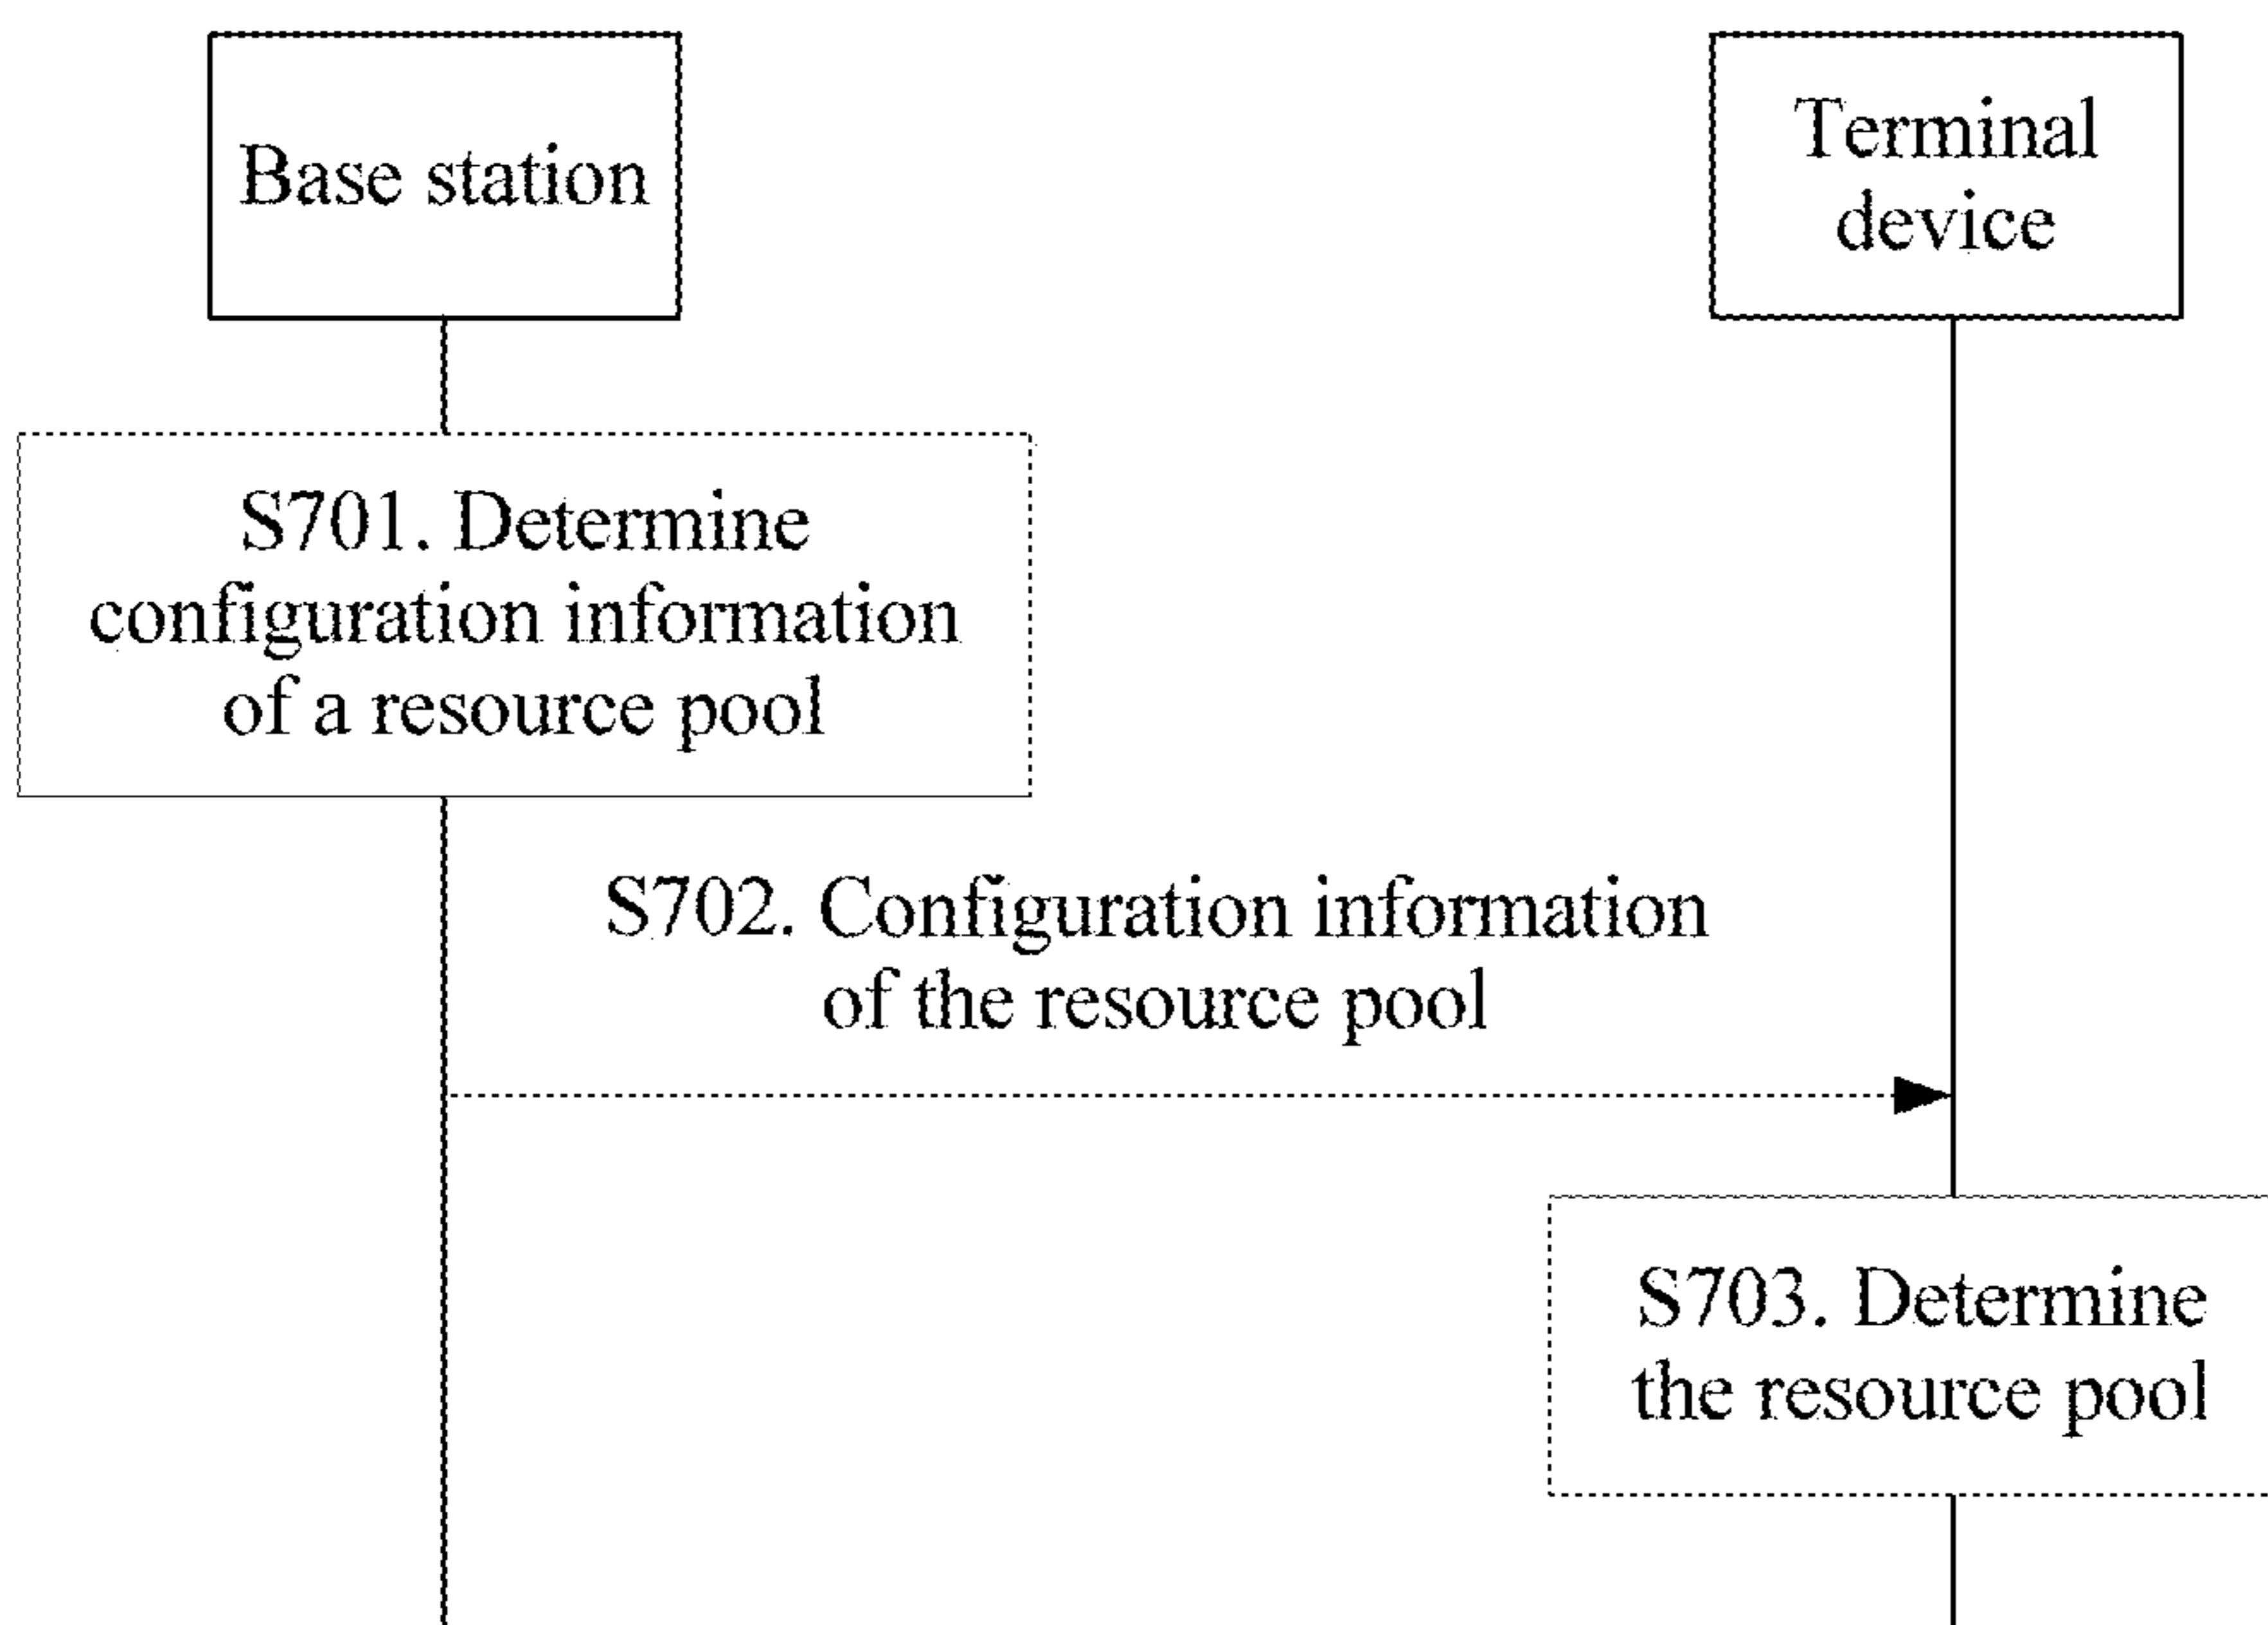 Base station
Terminal
device
S701. Determine
configuration information
of a resource pool
S702. Configuration information
of the resource pool
S703. Determine
the resource pool